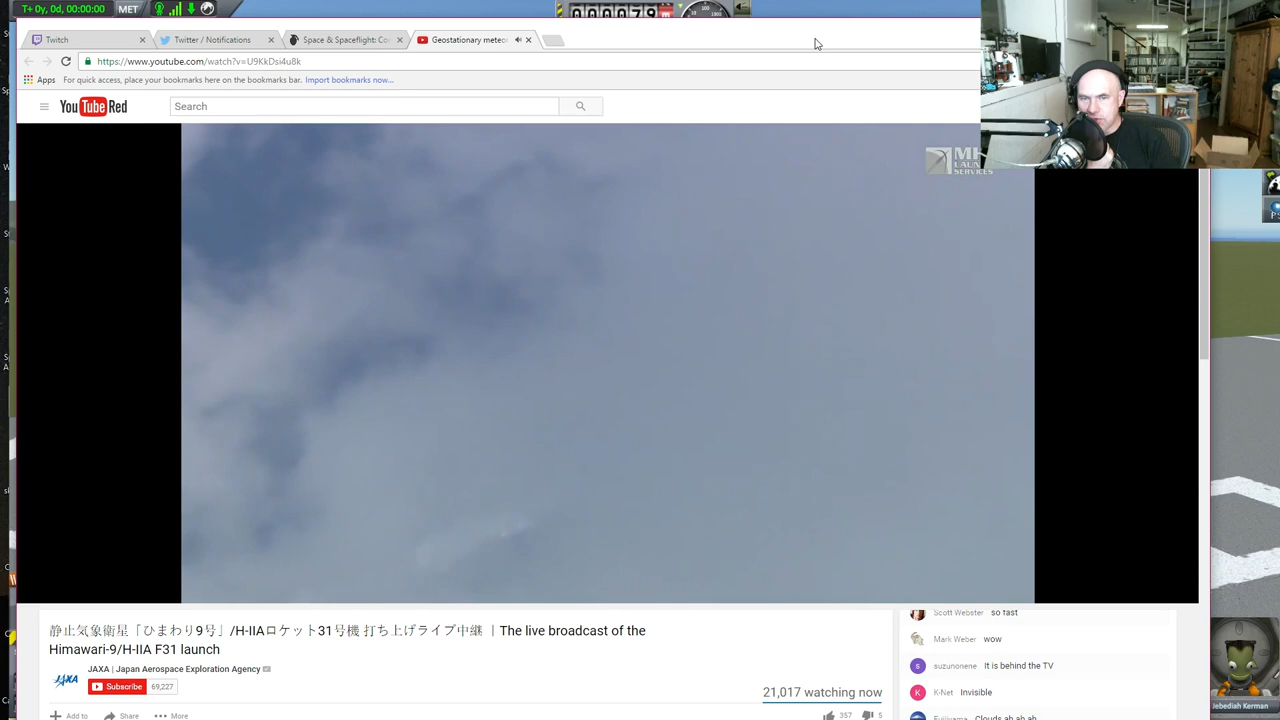 T+ 0y, 0d, 00:00:00 MET
000079 m
Twitch
Twitter / Notifications
Space & Spaceflight: Co
Geostationary meteo
https://www.youtube.com/watch?v=U9KkDsi4u8k
Apps For quick access, place your bookmarks here on the bookmarks bar. Import bookmarks now...
YouTube Red
Search
SERVICES
静止気象衛星「ひまわり9号」/H-IIAロケット31号機 打ち上げライブ中継 | The live broadcast of the
Himawari-9/H-IIA F31 launch
JAXA | Japan Aerospace Exploration Agency
JAXA
Subscribe 69,227
21,017 watching now
Add to Share More
357 5
Scott Webster so fast
Mark Weber wow
suzunonene It is behind the TV
K-Net Invisible
Fujiyama Clouds ah ah ah
Jebediah Kerman